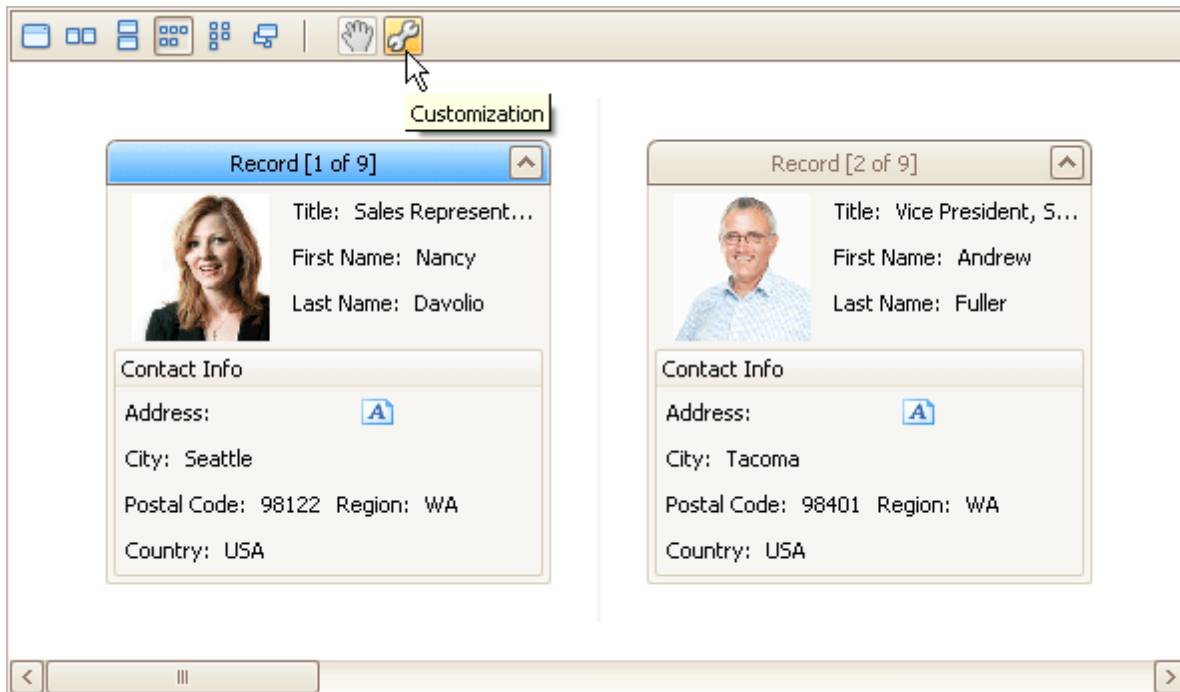 Customization
Record [1 of 9]
Title: Sales Represent...
First Name: Nancy
Last Name: Davolio
Contact Info
Address: A
City: Seattle
Postal Code: 98122 Region: WA
Country: USA
Record [2 of 9]
Title: Vice President, S...
First Name: Andrew
Last Name: Fuller
Contact Info
Address: A
City: Tacoma
Postal Code: 98401 Region: WA
Country: USA